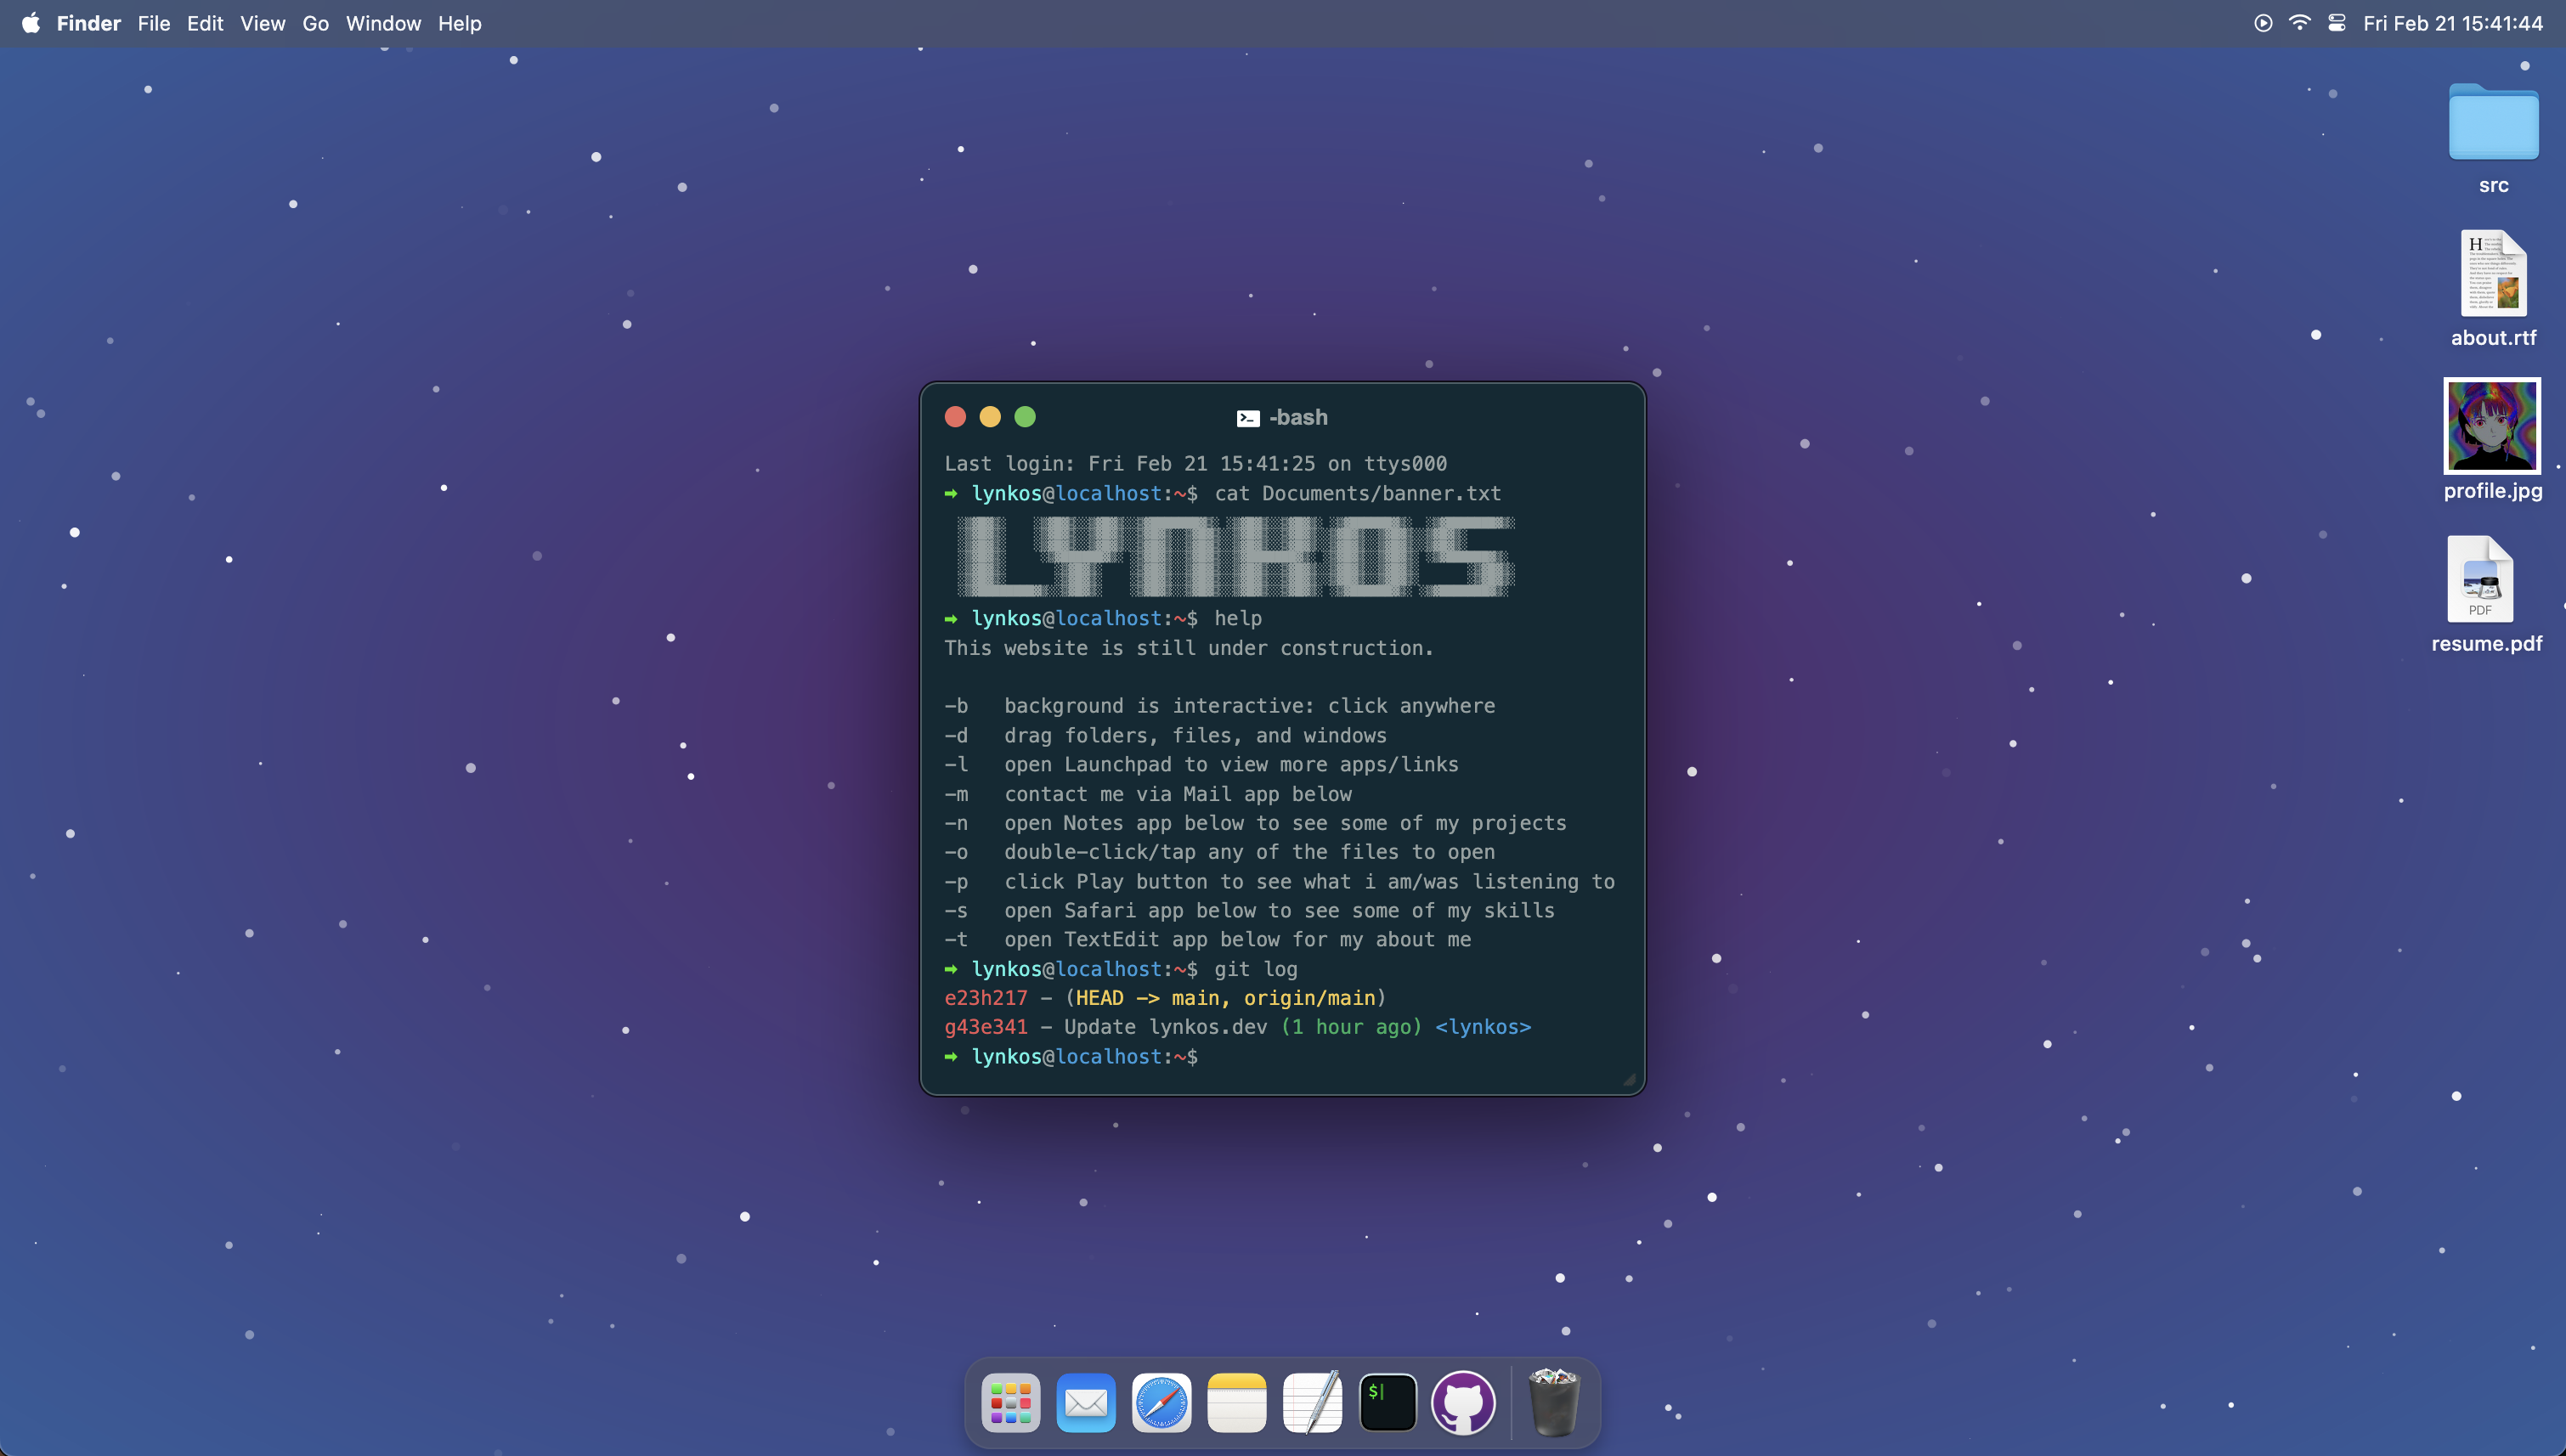 Finder File Edit View Go Window Help
Fri Feb 21 15:41:44
src
about.rtf
profile.jpg
PDF
resume.pdf
-bash
Last login: Fri Feb 21 15:41:25 on ttys000
➡ lynkos@localhost:~$ cat Documents/banner.txt
LYNKOS
➡ lynkos@localhost:~$ help
This website is still under construction.
-b background is interactive: click anywhere
-d drag folders, files, and windows
-l open Launchpad to view more apps/links
-m contact me via Mail app below
-n open Notes app below to see some of my projects
-o double-click/tap any of the files to open
-p click Play button to see what i am/was listening to
-s open Safari app below to see some of my skills
-t open TextEdit app below for my about me
➡ lynkos@localhost:~$ git log
e23h217 - (HEAD -> main, origin/main)
g43e341 - Update lynkos.dev (1 hour ago) <lynkos>
➡ lynkos@localhost:~$
$